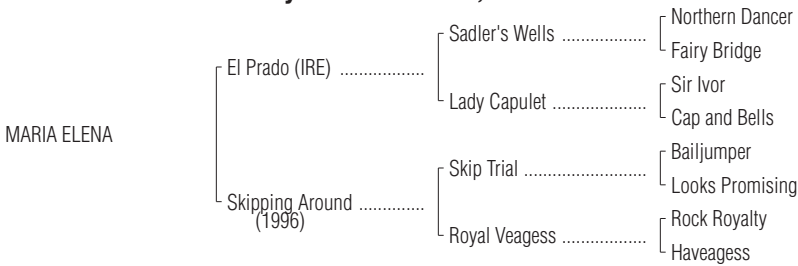 Northern Dancer
Sadler's Wells ..................
Fairy Bridge
El Prado (IRE) ..................
Sir Ivor
Lady Capulet ....................
Cap and Bells
MARIA ELENA
Bailjumper
Skip Trial ..........................
Looks Promising
Skipping Around ..............
(1996)
Rock Royalty
Royal Veagess ..................
Haveagess